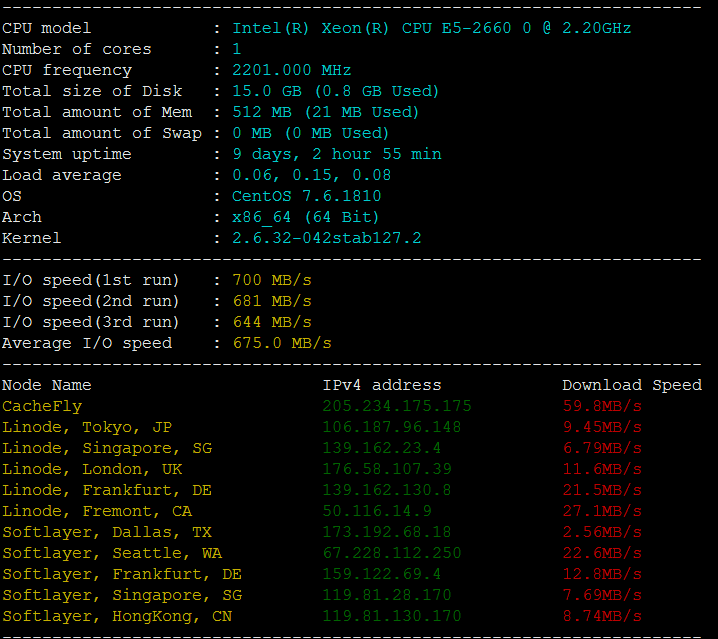 ----------------------------------------------------------------------
CPU model            : Intel(R) Xeon(R) CPU E5-2660 0 @ 2.20GHz
Number of cores      : 1
CPU frequency        : 2201.000 MHz
Total size of Disk   : 15.0 GB (0.8 GB Used)
Total amount of Mem  : 512 MB (21 MB Used)
Total amount of Swap : 0 MB (0 MB Used)
System uptime        : 9 days, 2 hour 55 min
Load average         : 0.06, 0.15, 0.08
OS                   : CentOS 7.6.1810
Arch                 : x86_64 (64 Bit)
Kernel               : 2.6.32-042stab127.2
----------------------------------------------------------------------
I/O speed(1st run)   : 700 MB/s
I/O speed(2nd run)   : 681 MB/s
I/O speed(3rd run)   : 644 MB/s
Average I/O speed    : 675.0 MB/s
----------------------------------------------------------------------
Node Name                       IPv4 address            Download Speed
CacheFly                        205.234.175.175         59.8MB/s
Linode, Tokyo, JP               106.187.96.148          9.45MB/s
Linode, Singapore, SG           139.162.23.4            6.79MB/s
Linode, London, UK              176.58.107.39           11.6MB/s
Linode, Frankfurt, DE           139.162.130.8           21.5MB/s
Linode, Fremont, CA             50.116.14.9             27.1MB/s
Softlayer, Dallas, TX           173.192.68.18           2.56MB/s
Softlayer, Seattle, WA          67.228.112.250          22.6MB/s
Softlayer, Frankfurt, DE        159.122.69.4            12.8MB/s
Softlayer, Singapore, SG        119.81.28.170           7.69MB/s
Softlayer, HongKong, CN         119.81.130.170          8.74MB/s
----------------------------------------------------------------------